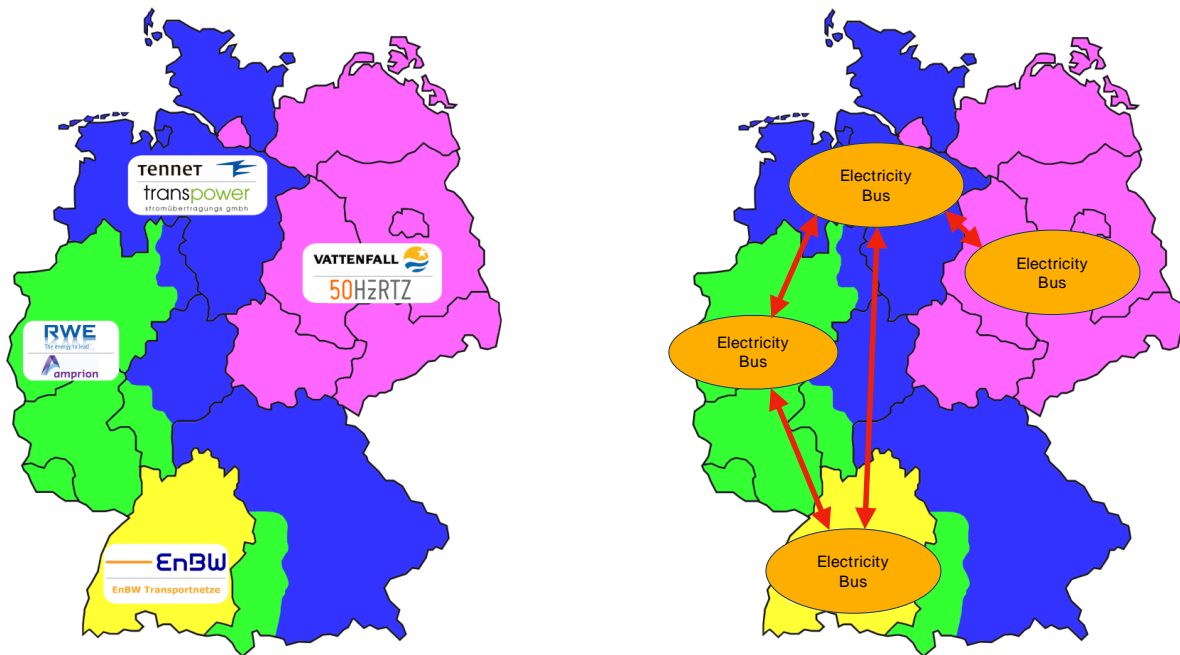 TENNET
transpower
stromübertragungs gmbh
VATTENFALL
50HzRTZ
RWE
The energy to lead
amprion
EnBW
EnBW Transportnetze
Electricity
Bus
Electricity
Bus
Electricity
Bus
Electricity
Bus